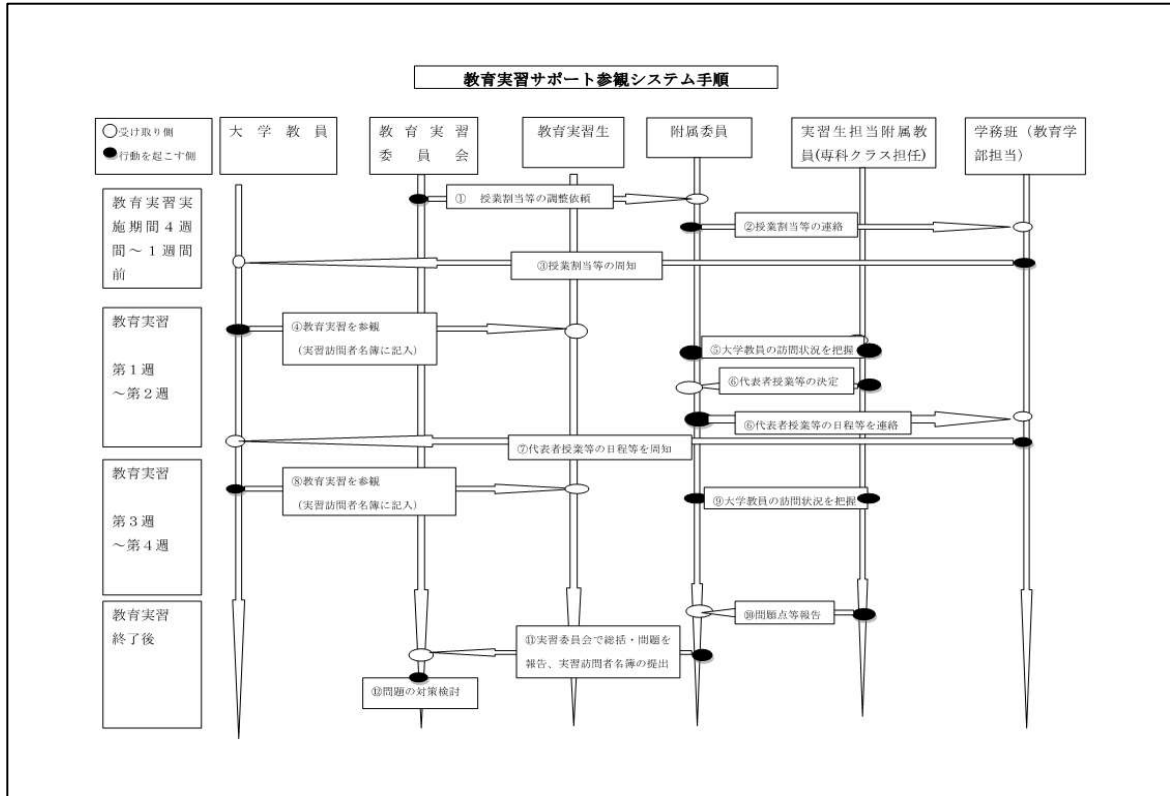 教育実習サポート参観システム手順
○受け取り側
●行動を起こす側
大学教員
教育実習
委員会
教育実習生
附属委員
実習生担当附属教
員(専科クラス担任)
学務班（教育学
部担当）
教育実習実
施期間４週
間～１週間
前
① 授業割当等の調整依頼
②授業割当等の連絡
③授業割当等の周知
教育実習
第１週
～第２週
④教育実習を参観
(実習訪問者名簿に記入)
⑤大学教員の訪問状況を把握
⑥代表者授業等の決定
⑥代表者授業等の日程等を連絡
⑦代表者授業等の日程等を周知
教育実習
第３週
～第４週
⑧教育実習を参観
(実習訪問者名簿に記入)
⑨大学教員の訪問状況を把握
教育実習
終了後
⑩問題点等報告
⑪実習委員会で総括・問題を
報告、実習訪問者名簿の提出
⑫問題の対策検討